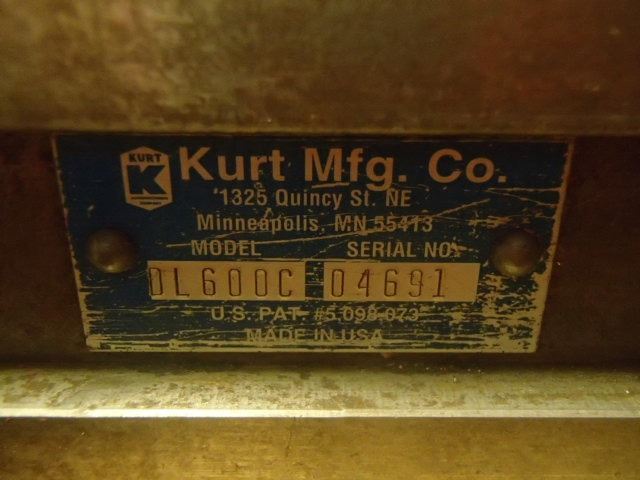 KURT
K
Kurt Mfg. Co.
1325 Quincy St. NE
Minneapolis, MN 55413
MODEL SERIAL NO.
DL600C 04691
U.S. PAT. #5,098,073
MADE IN USA